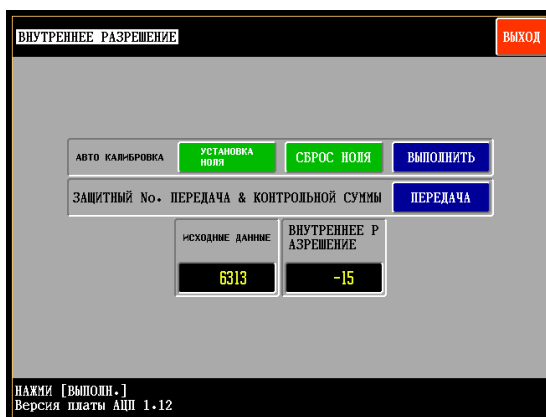 ВНУТРЕННЕЕ РАЗРЕШЕНИЕ
ВЫХОД
АВТО КАЛИБРОВКА
УСТАНОВКА
НОЛЯ
СБРОС НОЛЯ
ВЫПОЛНИТЬ
ЗАЩИТНЫЙ No. ПЕРЕДАЧА & КОНТРОЛЬНОЙ СУММЫ
ПЕРЕДАЧА
ИСХОДНЫЕ ДАННЫЕ
ВНУТРЕННЕЕ Р
АЗРЕШЕНИЕ
6313
-15
НАЖМИ [ВЫПОЛН.]
Версия платы АЦП 1.12